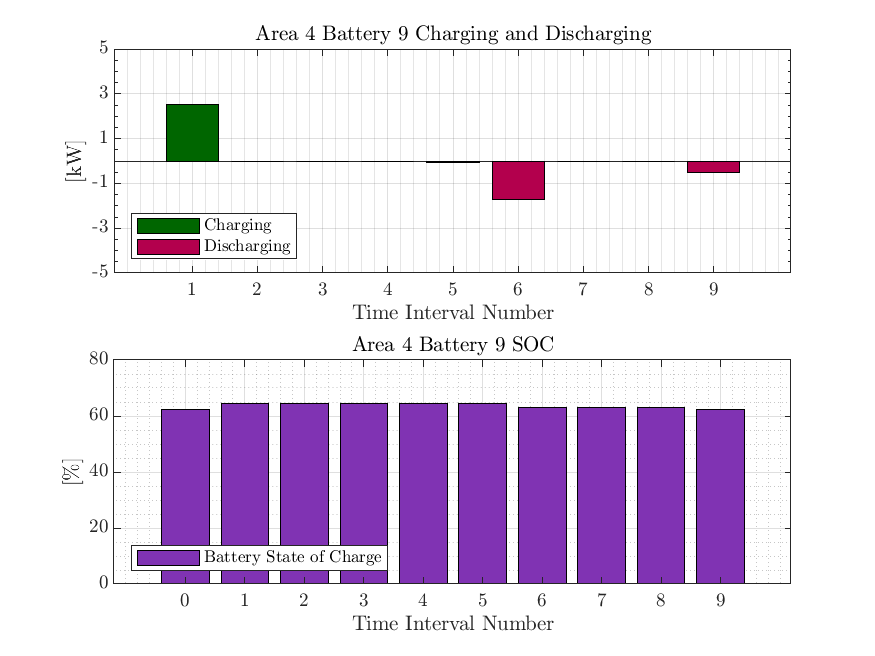 Area 4 Battery 9 Charging and Discharging
5
3
1
-1
-3
-5
[kW]
Charging
Discharging
1 2 3 4 5 6 7 8 9
Time Interval Number
Area 4 Battery 9 SOC
80
60
40
20
0
[%]
Battery State of Charge
0 1 2 3 4 5 6 7 8 9
Time Interval Number